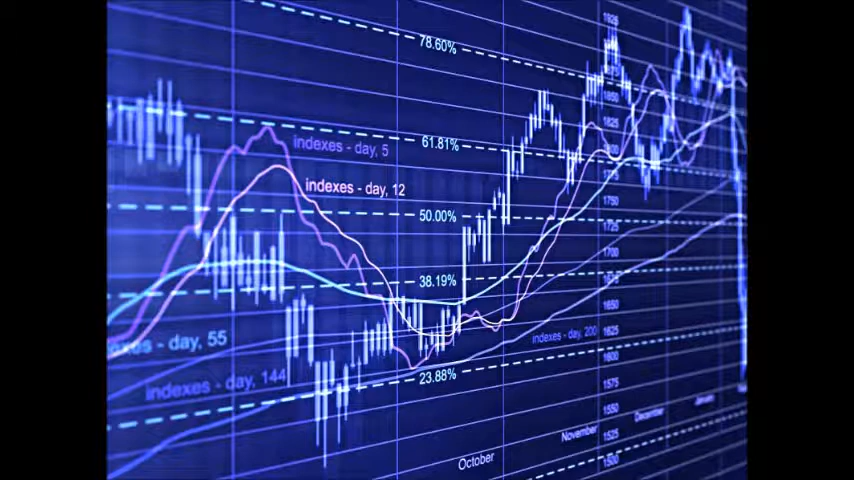 78.60%
indexes - day, 5
61.81%
indexes - day, 12
50.00%
38.19%
indexes - day, 55
indexes - day, 200
indexes - day, 144
23.88%
1925
1850
1825
1775
1750
1725
1700
1675
1650
1625
1600
1575
1550
1525
1500
October
November
December
January